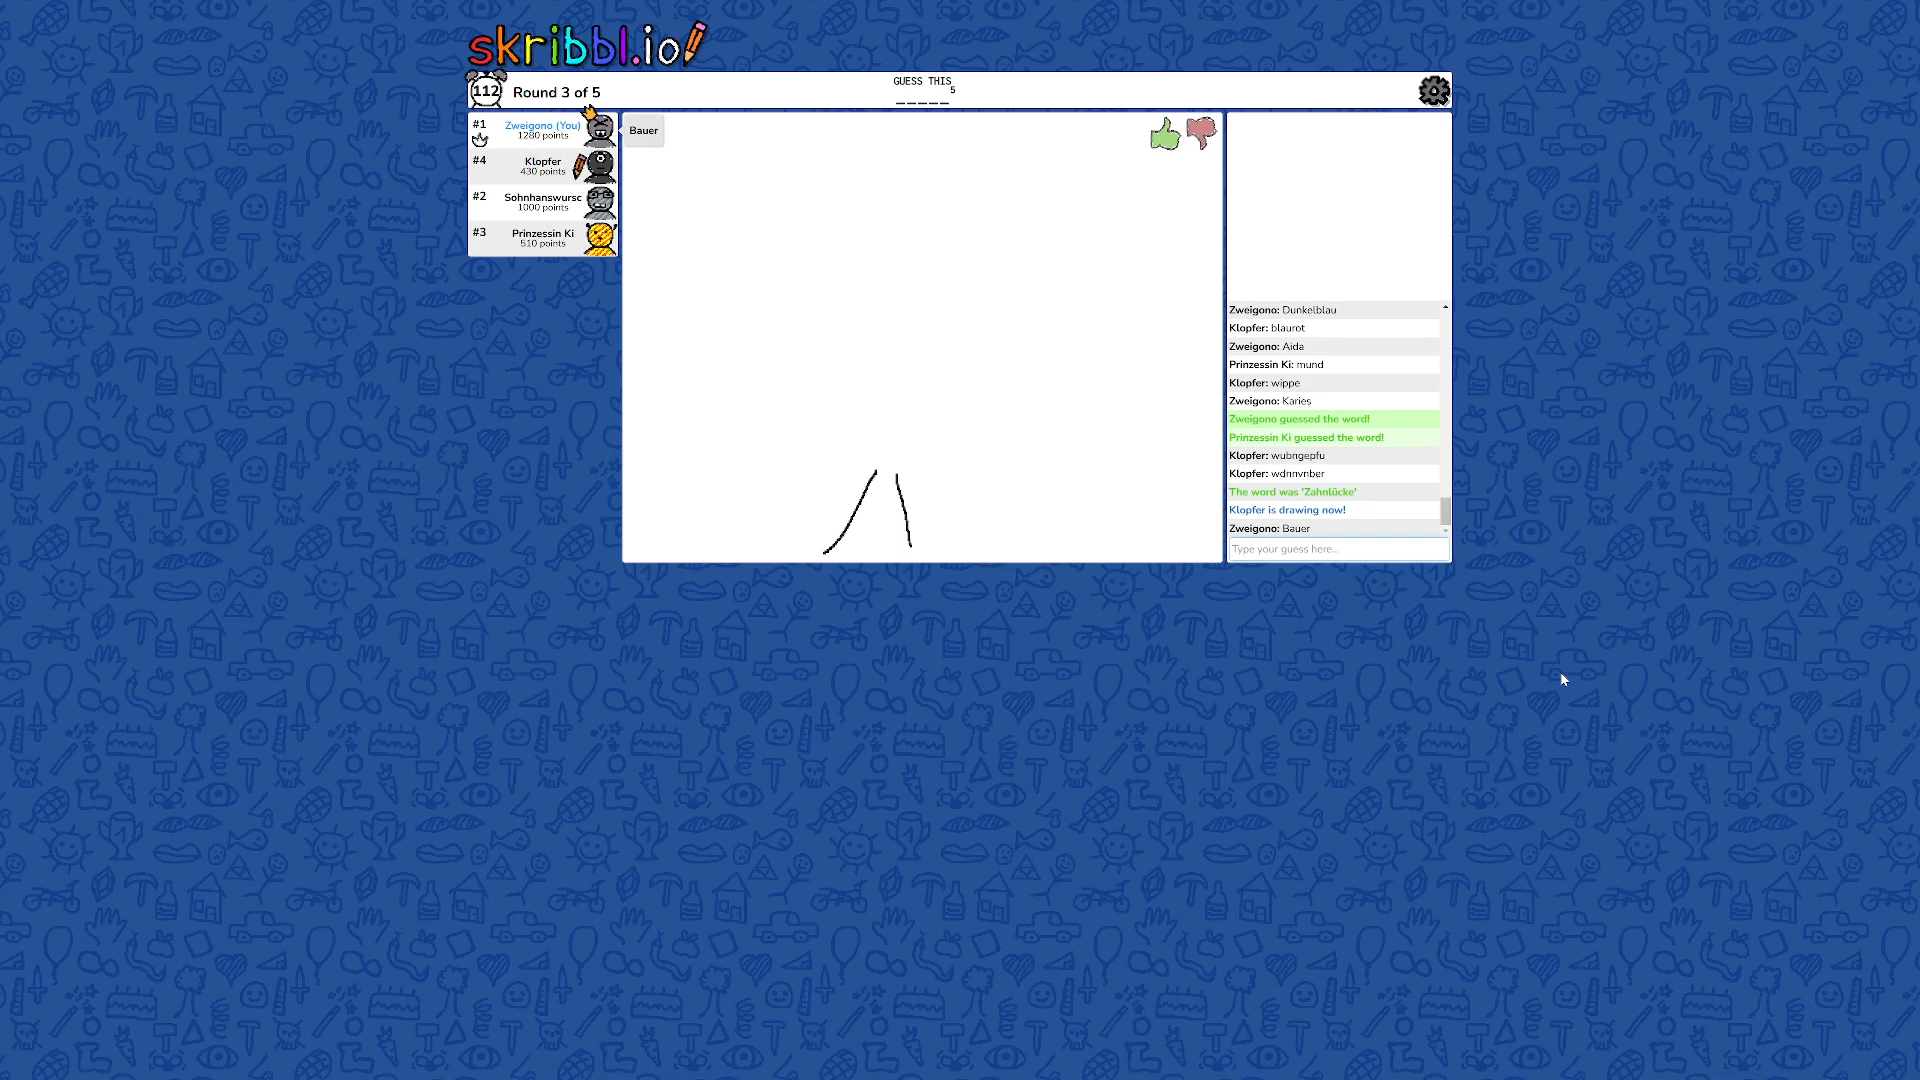 skribbl.io
112
Round 3 of 5
GUESS THIS
_____ 5
#1
Zweigono (You)
1280 points
#4
Klopfer
430 points
#2
Sohnhanswursc
1000 points
#3
Prinzessin Ki
510 points
Bauer
Zweigono: Dunkelblau
Klopfer: blaurot
Zweigono: Aida
Prinzessin Ki: mund
Klopfer: wippe
Zweigono: Karies
Zweigono guessed the word!
Prinzessin Ki guessed the word!
Klopfer: wubngepfu
Klopfer: wdnnvnber
The word was 'Zahnlücke'
Klopfer is drawing now!
Zweigono: Bauer
Type your guess here...